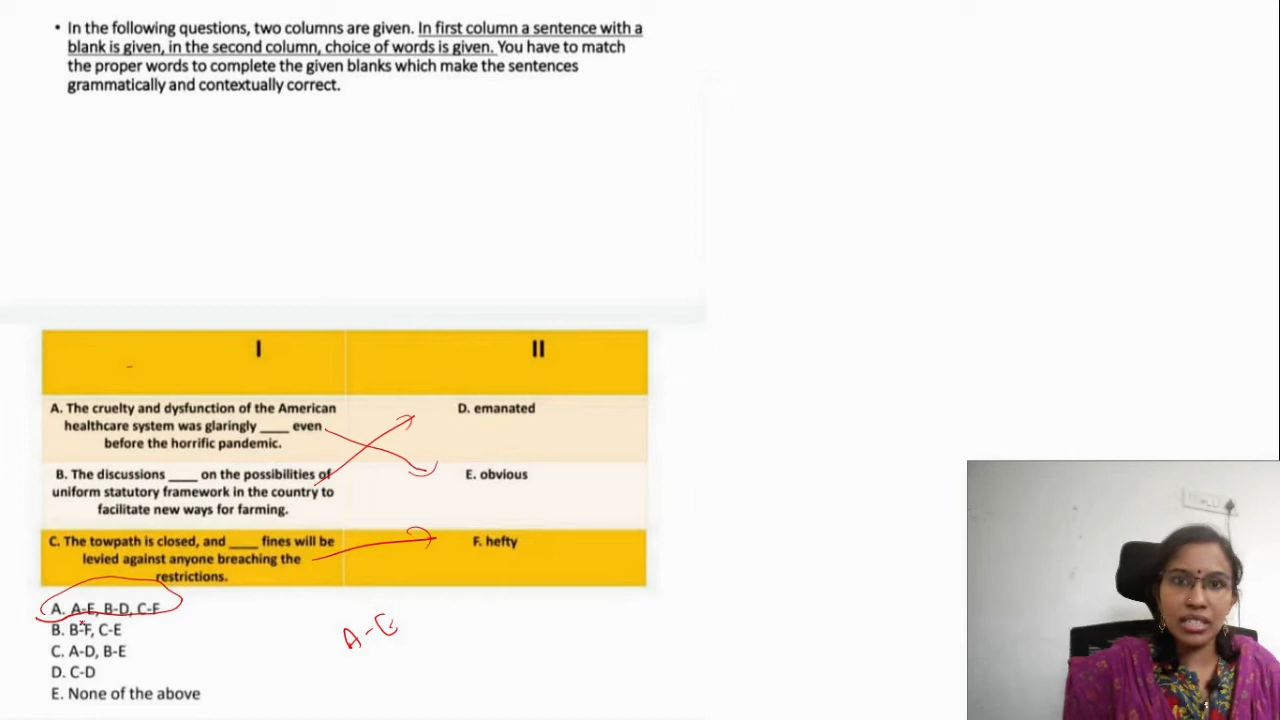 • In the following questions, two columns are given. In first column a sentence with a
blank is given, in the second column, choice of words is given. You have to match
the proper words to complete the given blanks which make the sentences
grammatically and contextually correct.
I
II
A. The cruelty and dysfunction of the American
healthcare system was glaringly ____ even
before the horrific pandemic.
D. emanated
B. The discussions ____ on the possibilities of
uniform statutory framework in the country to
facilitate new ways for farming.
E. obvious
C. The towpath is closed, and ____ fines will be
levied against anyone breaching the
restrictions.
F. hefty
A. A-E, B-D, C-F
B. B-F, C-E
C. A-D, B-E
D. C-D
E. None of the above
A-E